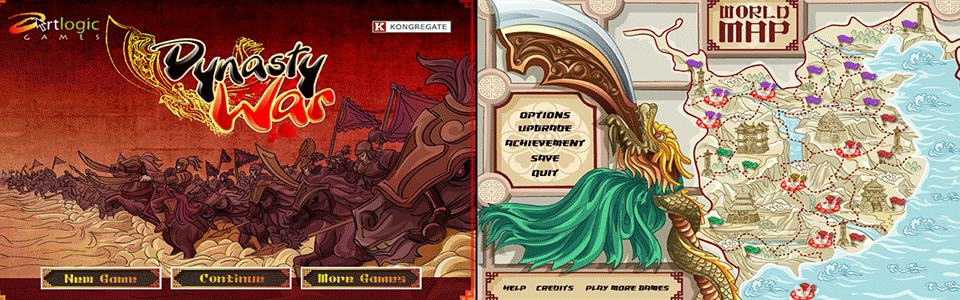 artlogic
GAMES
KONGREGATE
Dynasty
War
New Game
Continue
More Games
WORLD
MAP
OPTIONS
UPGRADE
ACHIEVEMENT
SAVE
QUIT
HELP CREDITS PLAY MORE GAMES